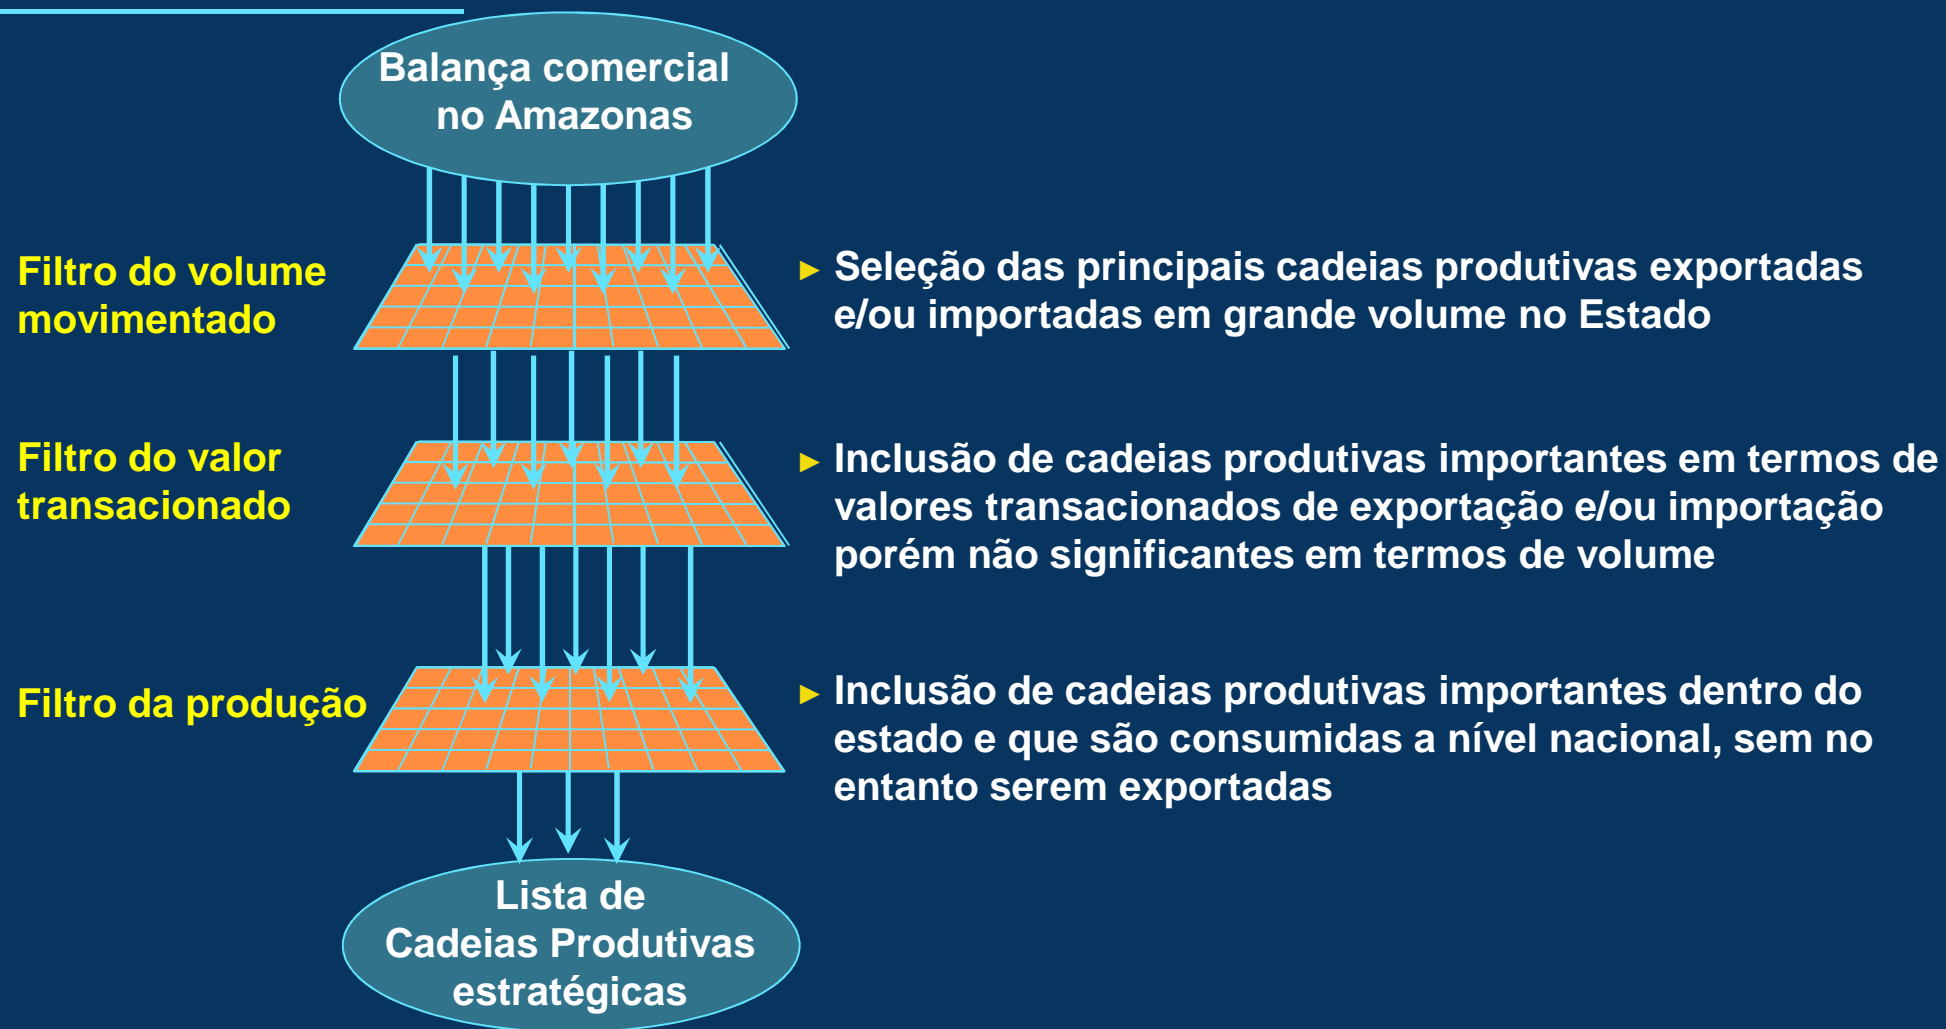 Balança comercial
no Amazonas
Filtro do volume
movimentado
► Seleção das principais cadeias produtivas exportadas
e/ou importadas em grande volume no Estado
Filtro do valor
transacionado
► Inclusão de cadeias produtivas importantes em termos de
valores transacionados de exportação e/ou importação
porém não significantes em termos de volume
Filtro da produção
► Inclusão de cadeias produtivas importantes dentro do
estado e que são consumidas a nível nacional, sem no
entanto serem exportadas
Lista de
Cadeias Produtivas
estratégicas